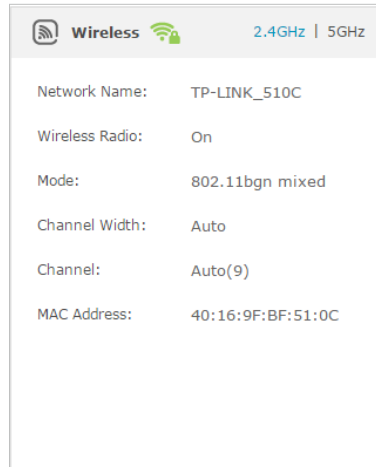 Wireless 2.4GHz | 5GHz
Network Name: TP-LINK_510C
Wireless Radio: On
Mode: 802.11bgn mixed
Channel Width: Auto
Channel: Auto(9)
MAC Address: 40:16:9F:BF:51:0C